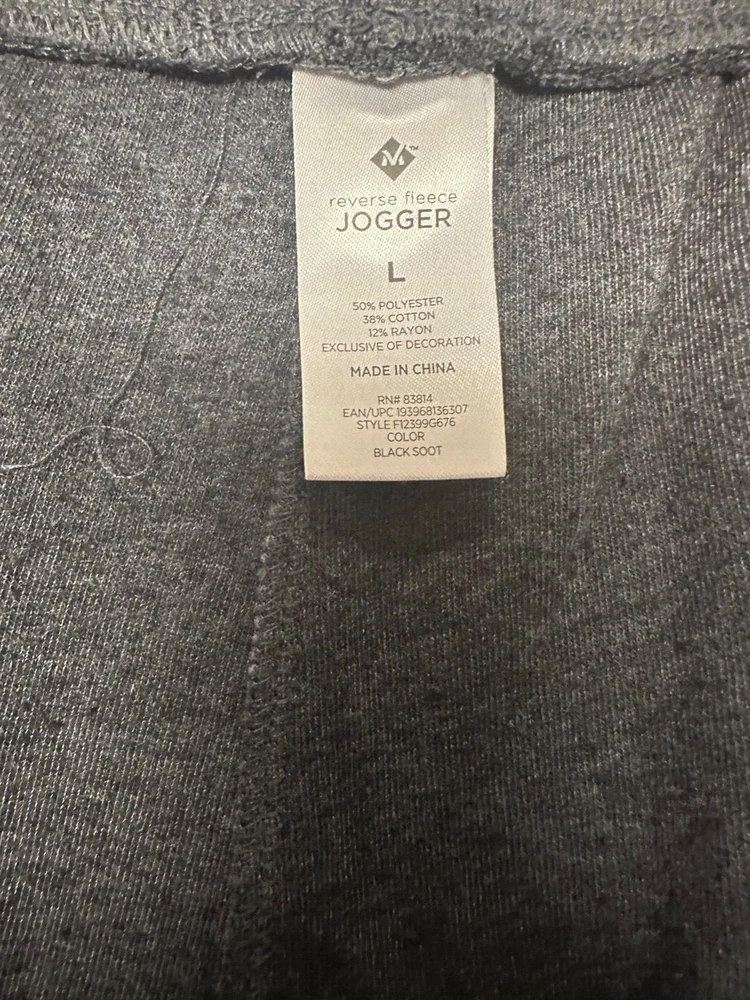 M™
reverse fleece
JOGGER
L
50% POLYESTER
38% COTTON
12% RAYON
EXCLUSIVE OF DECORATION
MADE IN CHINA
RN# 83814
EAN/UPC 193968136307
STYLE F12399G676
COLOR
BLACK SOOT